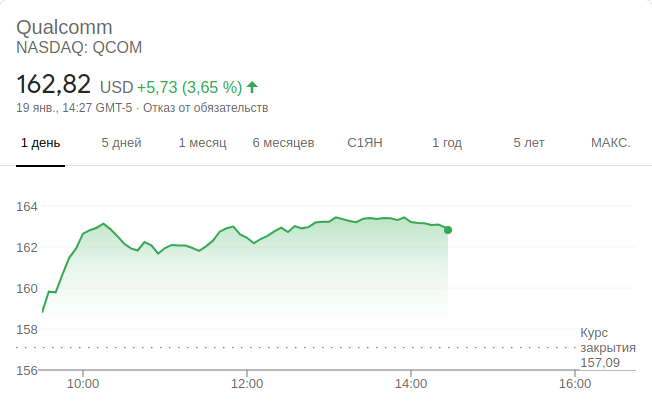 Qualcomm
NASDAQ: QCOM
162,82 USD +5,73 (3,65 %)
19 янв., 14:27 GMT-5 · Отказ от обязательств
1 день 5 дней 1 месяц 6 месяцев С1ЯН 1 год 5 лет МАКС.
164
162
160
158
Курс
закрытия
157,09
156
10:00 12:00 14:00 16:00